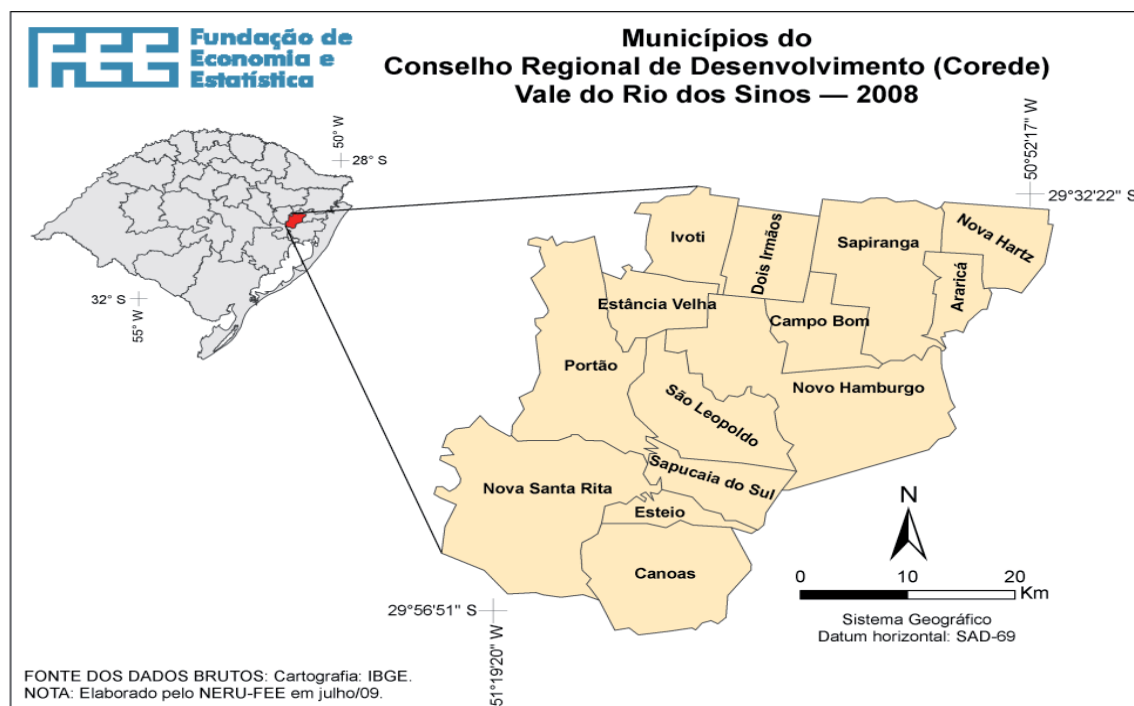 FEE
Fundação de
Economia e
Estatística
Municípios do
Conselho Regional de Desenvolvimento (Corede)
Vale do Rio dos Sinos — 2008
50° W
28° S
32° S
55° W
50°52'17" W
29°32'22" S
Ivoti
Dois Irmãos
Sapiranga
Nova Hartz
Araricá
Estância Velha
Campo Bom
Portão
Novo Hamburgo
São Leopoldo
Sapucaia do Sul
Nova Santa Rita
Esteio
Canoas
N
0 10 20
Km
Sistema Geográfico
Datum horizontal: SAD-69
29°56'51" S
51°19'20" W
FONTE DOS DADOS BRUTOS: Cartografia: IBGE.
NOTA: Elaborado pelo NERU-FEE em julho/09.